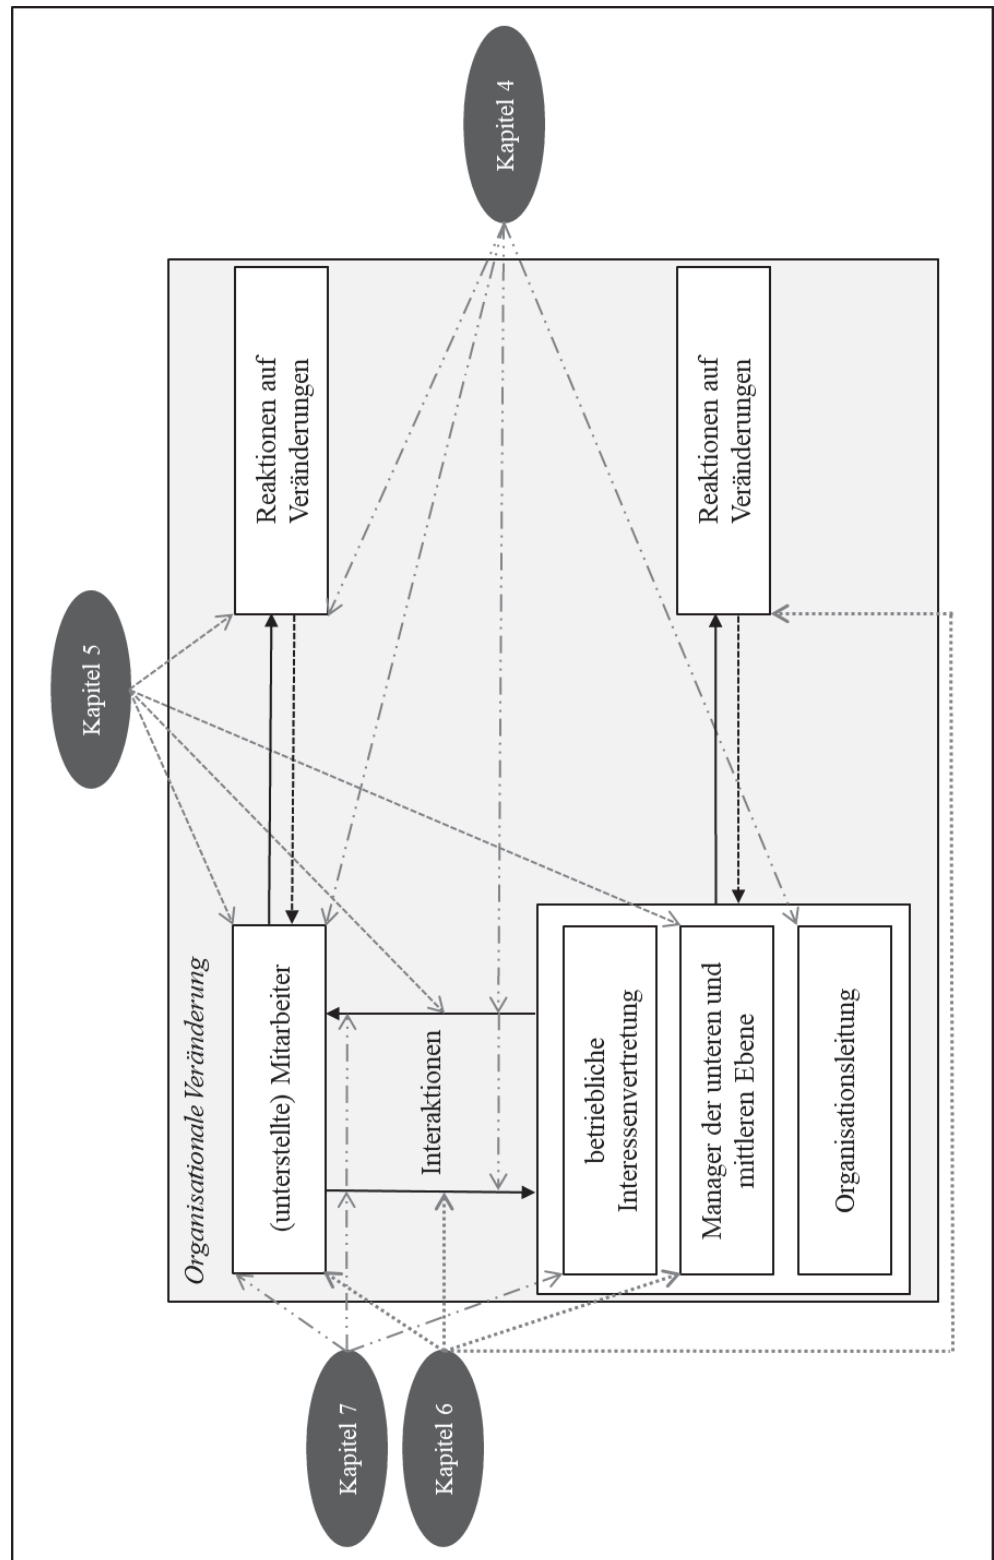 Kapitel 5
Organisationale Veränderung
(unterstellte) Mitarbeiter
Reaktionen auf
Veränderungen
Kapitel 7
Kapitel 6
Interaktionen
Kapitel 4
betriebliche
Interessenvertretung
Manager der unteren und
mittleren Ebene
Organisationsleitung
Reaktionen auf
Veränderungen